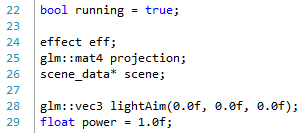 22 bool running = true;
23
24 effect eff;
25 glm::mat4 projection;
26 scene_data* scene;
27
28 glm::vec3 lightAim(0.0f, 0.0f, 0.0f);
29 float power = 1.0f;